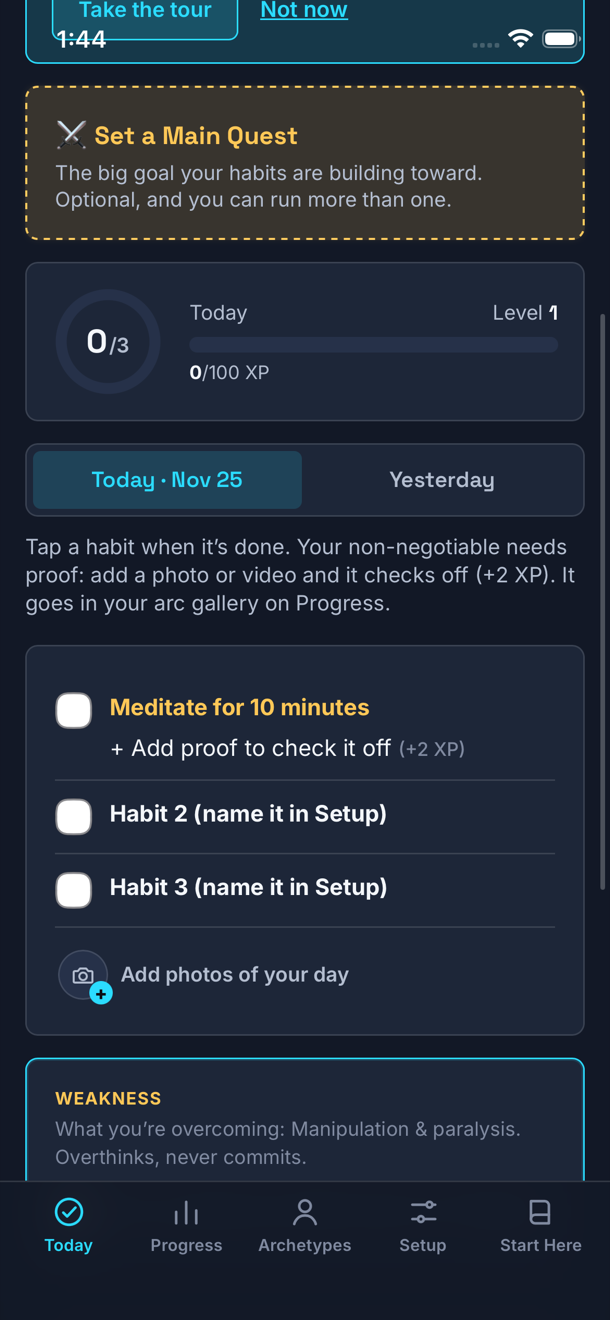 Take the tour
Not now
1:44
⚔️ Set a Main Quest
The big goal your habits are building toward.
Optional, and you can run more than one.
0/3
Today
Level 1
0/100 XP
Today · Nov 25
Yesterday
Tap a habit when it’s done. Your non-negotiable needs
proof: add a photo or video and it checks off (+2 XP). It
goes in your arc gallery on Progress.
Meditate for 10 minutes
+ Add proof to check it off (+2 XP)
Habit 2 (name it in Setup)
Habit 3 (name it in Setup)
Add photos of your day
WEAKNESS
What you’re overcoming: Manipulation & paralysis.
Overthinks, never commits.
Today
Progress
Archetypes
Setup
Start Here